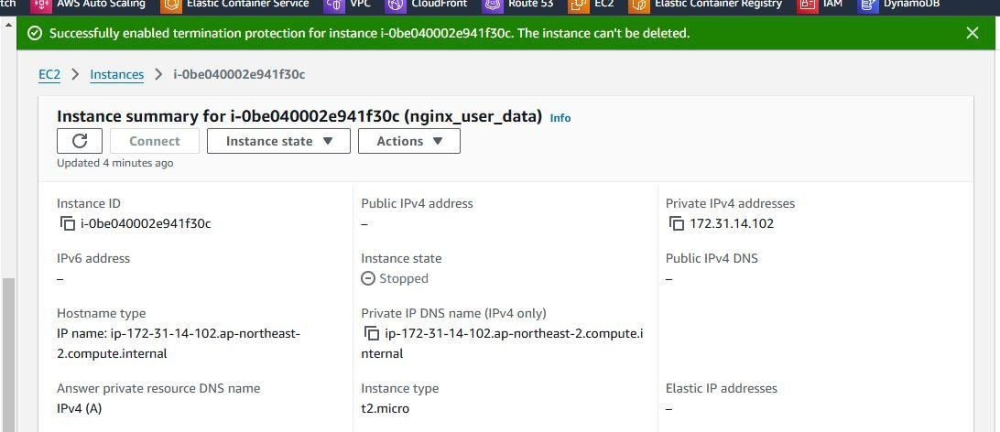 tch AWS Auto Scaling Elastic Container Service VPC CloudFront Route 53 EC2 Elastic Container Registry IAM DynamoDB
Successfully enabled termination protection for instance i-0be040002e941f30c. The instance can't be deleted.
EC2 Instances i-0be040002e941f30c
Instance summary for i-0be040002e941f30c (nginx_user_data) Info
Connect Instance state Actions
Updated 4 minutes ago
Instance ID
i-0be040002e941f30c
Public IPv4 address
–
Private IPv4 addresses
172.31.14.102
IPv6 address
–
Instance state
Stopped
Public IPv4 DNS
–
Hostname type
IP name: ip-172-31-14-102.ap-northeast-
2.compute.internal
Private IP DNS name (IPv4 only)
ip-172-31-14-102.ap-northeast-2.compute.i
nternal
Answer private resource DNS name
IPv4 (A)
Instance type
t2.micro
Elastic IP addresses
–